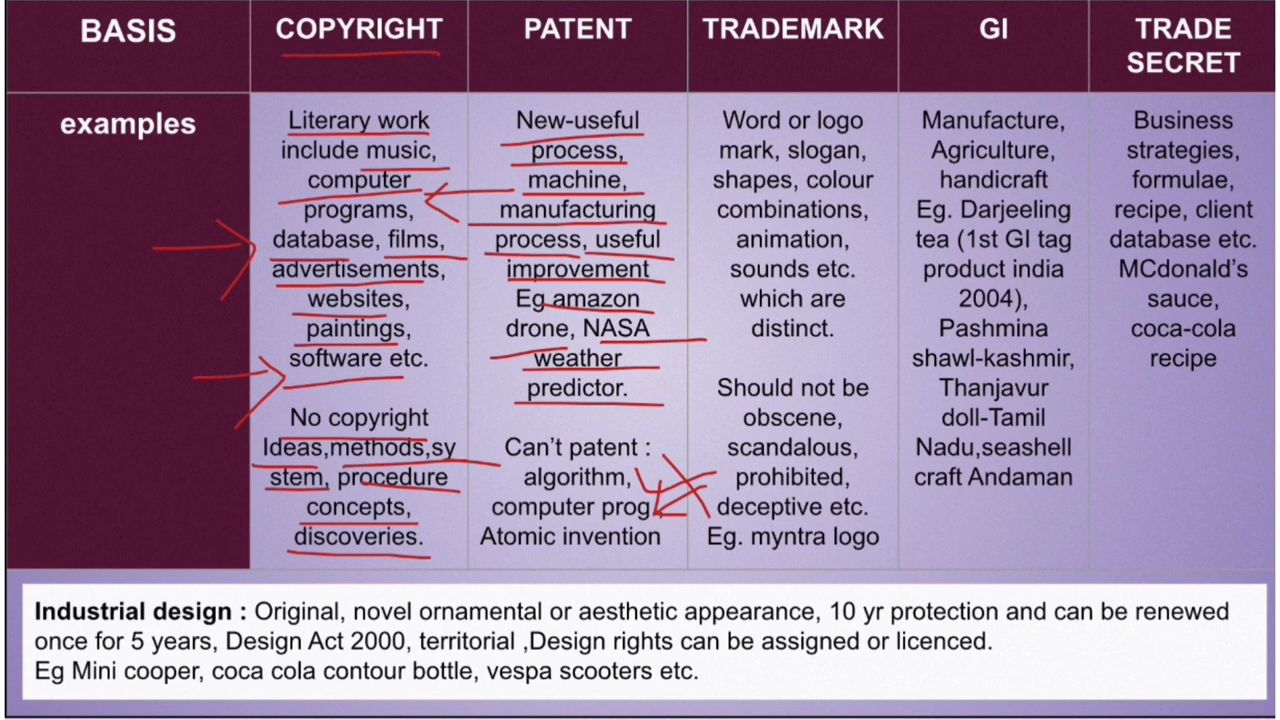 BASIS
COPYRIGHT
PATENT
TRADEMARK
GI
TRADE
SECRET
examples
Literary work
include music,
computer
programs,
database, films,
advertisements,
websites,
paintings,
software etc.
No copyright
Ideas,methods,sy
stem, procedure
concepts,
discoveries.
New-useful
process,
machine,
manufacturing
process, useful
improvement
Eg amazon
drone, NASA
weather
predictor.
Can't patent :
algorithm,
computer prog,
Atomic invention
Word or logo
mark, slogan,
shapes, colour
combinations,
animation,
sounds etc.
which are
distinct.
Should not be
obscene,
scandalous,
prohibited,
deceptive etc.
Eg. myntra logo
Manufacture,
Agriculture,
handicraft
Eg. Darjeeling
tea (1st GI tag
product india
2004),
Pashmina
shawl-kashmir,
Thanjavur
doll-Tamil
Nadu,seashell
craft Andaman
Business
strategies,
formulae,
recipe, client
database etc.
MCdonald's
sauce,
coca-cola
recipe
Industrial design : Original, novel ornamental or aesthetic appearance, 10 yr protection and can be renewed
once for 5 years, Design Act 2000, territorial ,Design rights can be assigned or licenced.
Eg Mini cooper, coca cola contour bottle, vespa scooters etc.